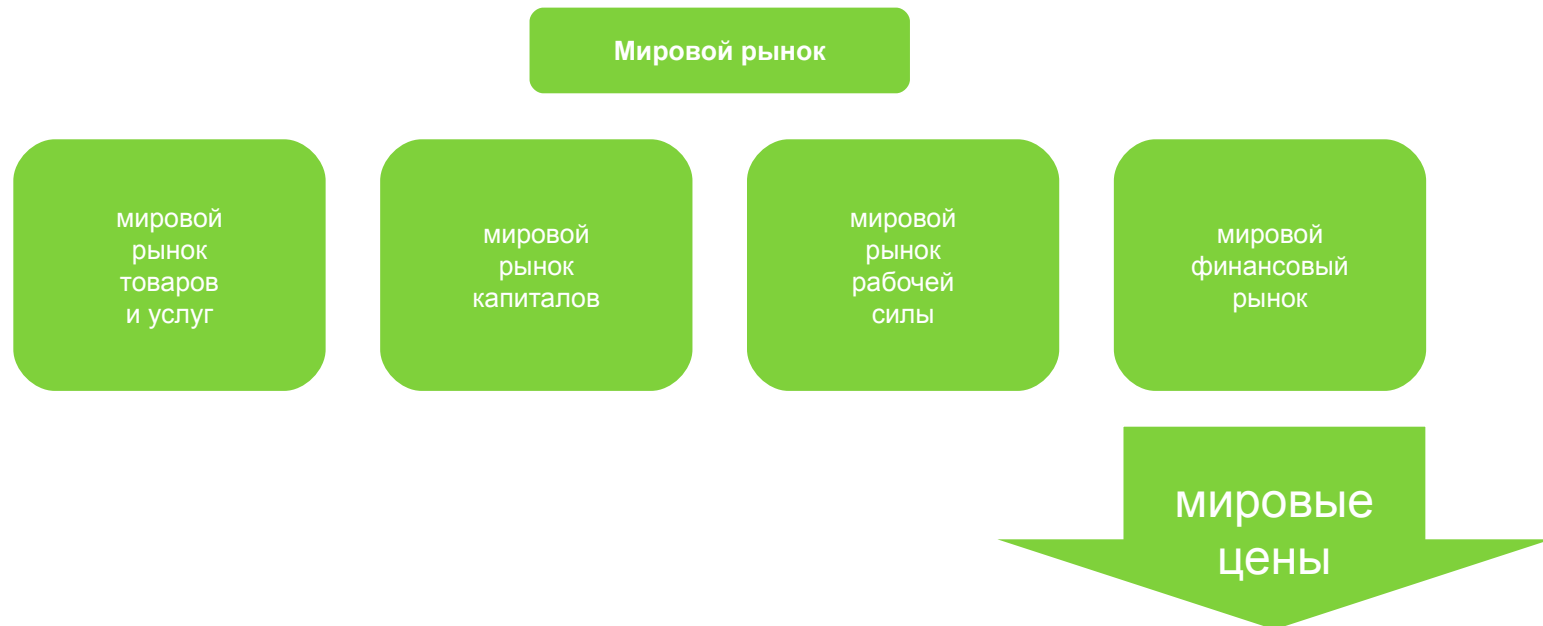 Мировой рынок
мировой
рынок
товаров
и услуг
мировой
рынок
капиталов
мировой
рынок
рабочей
силы
мировой
финансовый
рынок
мировые
цены